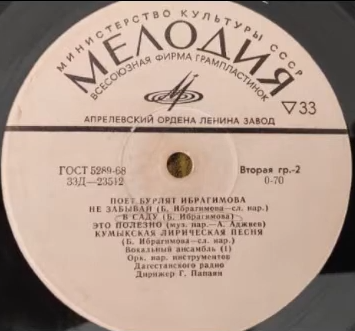 МИНИСТЕРСТВО КУЛЬТУРЫ СССР
МЕЛОДИЯ
ВСЕСОЮЗНАЯ ФИРМА ГРАМПЛАСТИНОК
▽33
АПРЕЛЕВСКИЙ ОРДЕНА ЛЕНИНА ЗАВОД
ГОСТ 5289-68 Вторая гр.-2
33Д—23512 0-70
ПОЕТ БУРЛЯТ ИБРАГИМОВА
НЕ ЗАБЫВАЙ (Б. Ибрагимова—сл. нар.)
В САДУ (Б. Ибрагимова)
ЭТО ПОЛЕЗНО (муз. нар.— А. Аджиев)
КУМЫКСКАЯ ЛИРИЧЕСКАЯ ПЕСНЯ
(Б. Ибрагимова—сл. нар.)
Вокальный ансамбль (1)
Орк. нар. инструментов
Дагестанского радио
Дирижер Г. Папаян